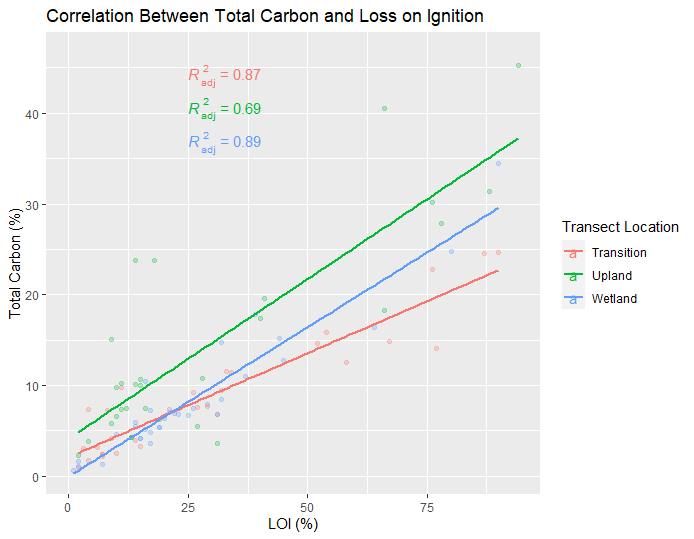 Correlation Between Total Carbon and Loss on Ignition
R²adj = 0.87
R²adj = 0.69
R²adj = 0.89
Total Carbon (%)
40
30
20
10
0
0 25 50 75
LOI (%)
Transect Location
a Transition
a Upland
a Wetland